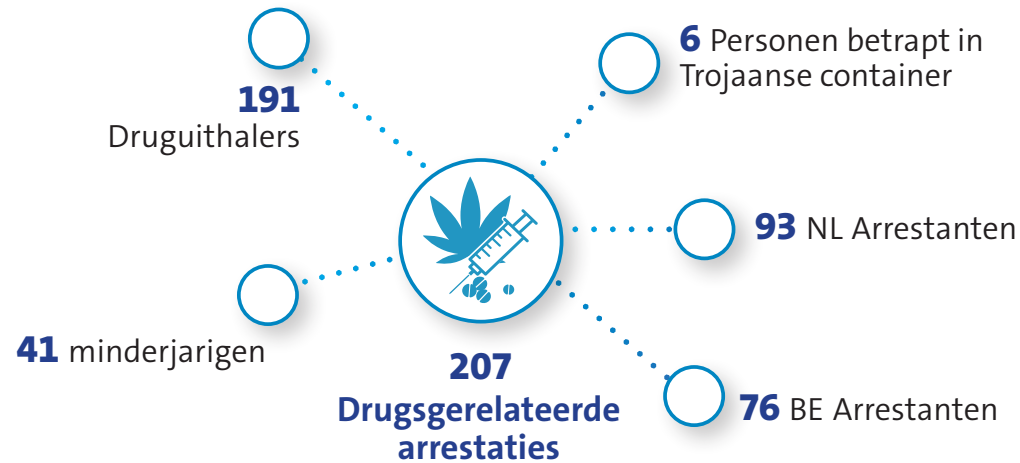 191
Druguithalers
6 Personen betrapt in
Trojaanse container
93 NL Arrestanten
41 minderjarigen
207
Drugsgerelateerde
arrestaties
76 BE Arrestanten